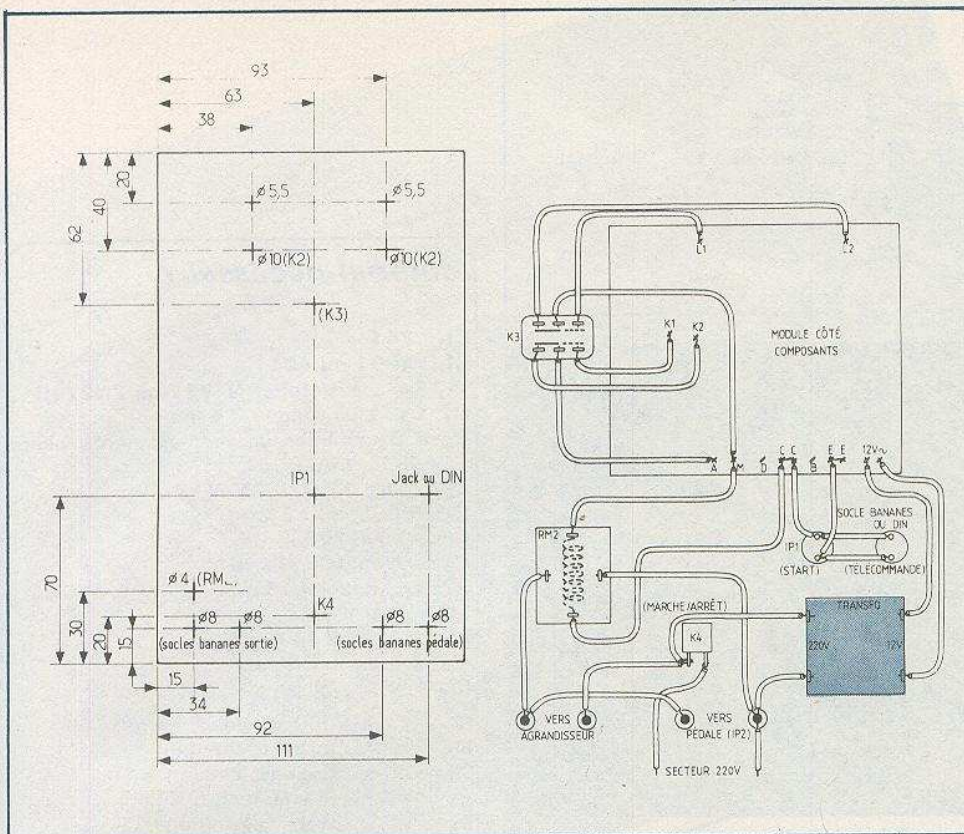 93
63
38
20
40
62
ø5,5
ø5,5
ø10(K2)
ø10(K2)
(K3)
IP1
Jack ou DIN
70
30
20
15
ø4 (RM
K4
ø8
ø8
ø8
ø8
(socles bananes sortie)
(socles bananes pédale)
15
34
92
111
L1
L2
K3
K1
K2
MODULE CÔTÉ
COMPOSANTS
A
M
D
C
C
B
E
E
12V~
RM2
SOCLE BANANES
OU DIN
IP1
(START)
(TÉLÉCOMMANDE)
(MARCHE/ARRÊT)
K4
TRANSFO
220V
12V
VERS
AGRANDISSEUR
VERS
PÉDALE (IP2)
SECTEUR 220V